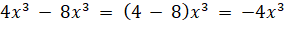 4x³ − 8x³ = (4 − 8)x³ = −4x³